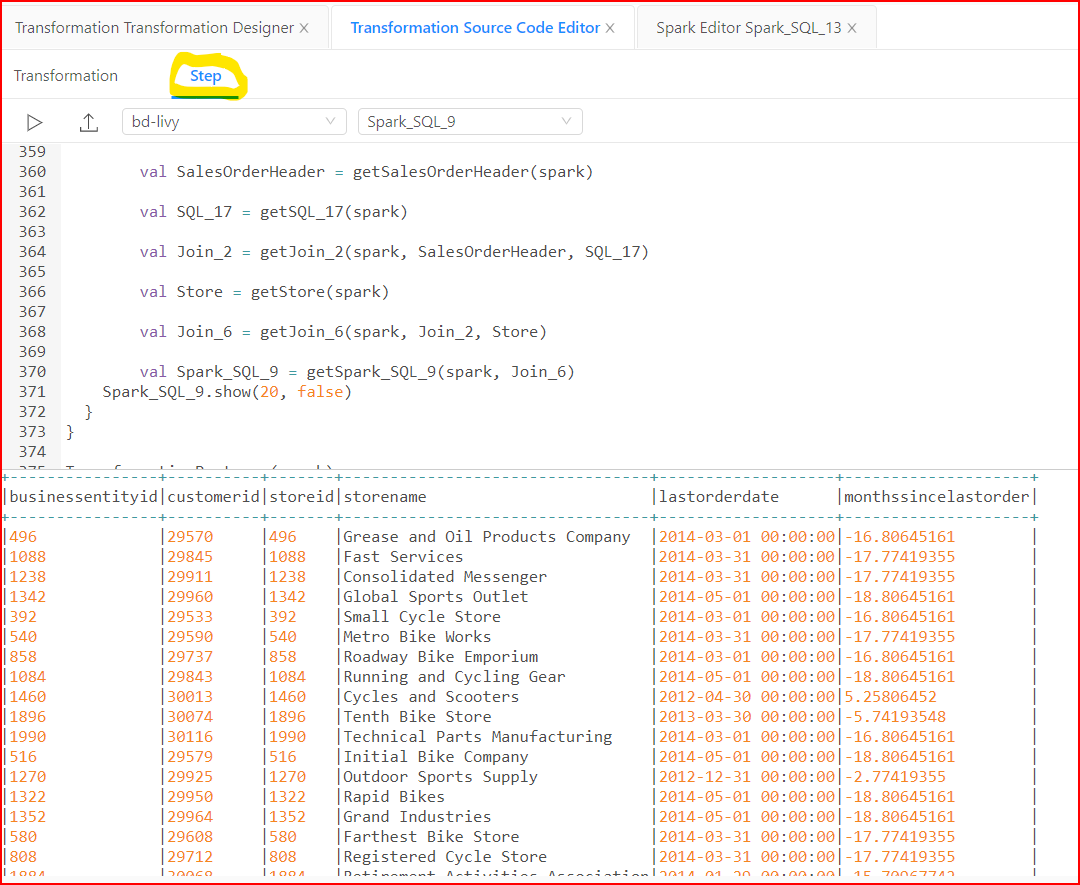 Transformation Transformation Designer × Transformation Source Code Editor × Spark Editor Spark_SQL_13 ×
Transformation Step
bd-livy Spark_SQL_9
359
360 val SalesOrderHeader = getSalesOrderHeader(spark)
361
362 val SQL_17 = getSQL_17(spark)
363
364 val Join_2 = getJoin_2(spark, SalesOrderHeader, SQL_17)
365
366 val Store = getStore(spark)
367
368 val Join_6 = getJoin_6(spark, Join_2, Store)
369
370 val Spark_SQL_9 = getSpark_SQL_9(spark, Join_6)
371 Spark_SQL_9.show(20, false)
372 }
373 }
374
|businessentityid|customerid|storeid|storename |lastorderdate |monthssincelastorder|
|496 |29570 |496 |Grease and Oil Products Company |2014-03-01 00:00:00|-16.80645161 |
|1088 |29845 |1088 |Fast Services |2014-03-31 00:00:00|-17.77419355 |
|1238 |29911 |1238 |Consolidated Messenger |2014-03-31 00:00:00|-17.77419355 |
|1342 |29960 |1342 |Global Sports Outlet |2014-05-01 00:00:00|-18.80645161 |
|392 |29533 |392 |Small Cycle Store |2014-03-01 00:00:00|-16.80645161 |
|540 |29590 |540 |Metro Bike Works |2014-03-31 00:00:00|-17.77419355 |
|858 |29737 |858 |Roadway Bike Emporium |2014-03-01 00:00:00|-16.80645161 |
|1084 |29843 |1084 |Running and Cycling Gear |2014-05-01 00:00:00|-18.80645161 |
|1460 |30013 |1460 |Cycles and Scooters |2012-04-30 00:00:00|5.25806452 |
|1896 |30074 |1896 |Tenth Bike Store |2013-03-30 00:00:00|-5.74193548 |
|1990 |30116 |1990 |Technical Parts Manufacturing |2014-03-01 00:00:00|-16.80645161 |
|516 |29579 |516 |Initial Bike Company |2014-05-01 00:00:00|-18.80645161 |
|1270 |29925 |1270 |Outdoor Sports Supply |2012-12-31 00:00:00|-2.77419355 |
|1322 |29950 |1322 |Rapid Bikes |2014-05-01 00:00:00|-18.80645161 |
|1352 |29964 |1352 |Grand Industries |2014-05-01 00:00:00|-18.80645161 |
|580 |29608 |580 |Farthest Bike Store |2014-03-31 00:00:00|-17.77419355 |
|808 |29712 |808 |Registered Cycle Store |2014-03-31 00:00:00|-17.77419355 |